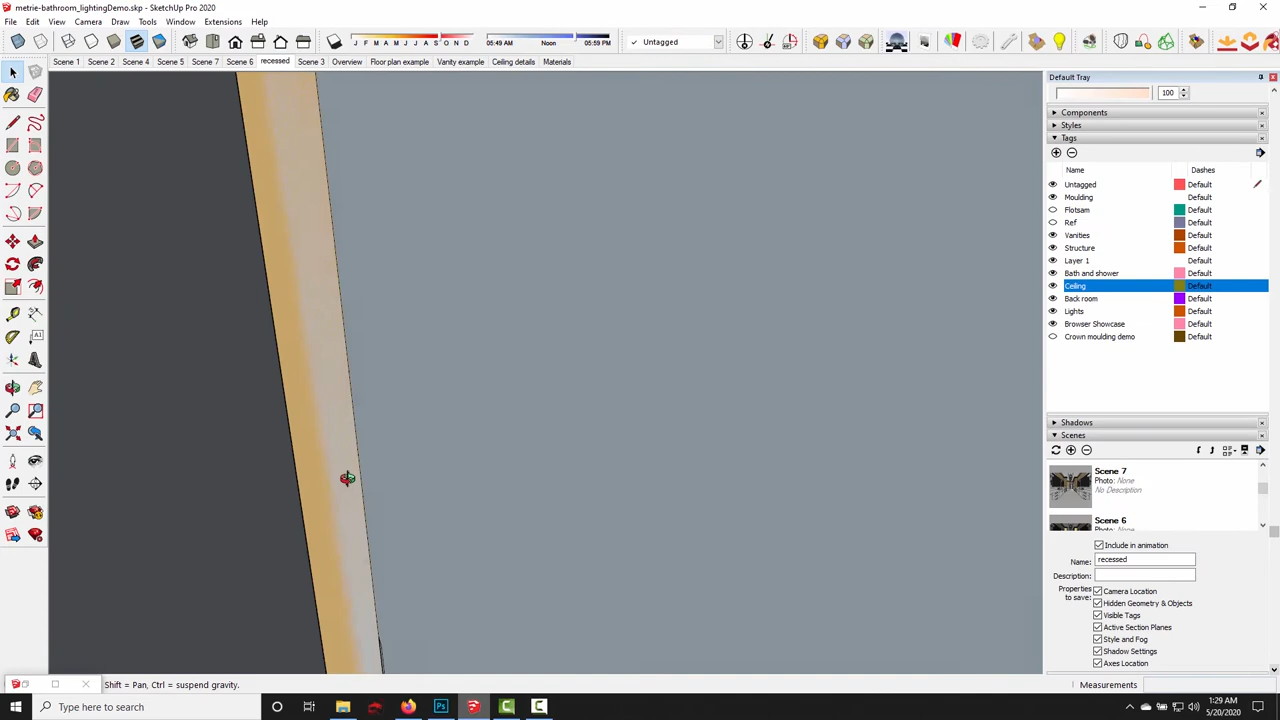 metrie-bathroom_lightingDemo.skp - SketchUp Pro 2020
File Edit View Camera Draw Tools Window Extensions Help
J F M A M J J A S O N D
05:49 AM Noon 05:59 PM
Untagged
Scene 1 Scene 2 Scene 4 Scene 5 Scene 7 Scene 6 recessed Scene 3 Overview Floor plan example Vanity example Ceiling details Materials
Default Tray
100
Components
Styles
Tags
Name Dashes
Untagged Default
Moulding Default
Flotsam Default
Ref Default
Vanities Default
Structure Default
Layer 1 Default
Bath and shower Default
Ceiling Default
Back room Default
Lights Default
Browser Showcase Default
Crown moulding demo Default
Shadows
Scenes
Scene 7
Photo: None
No Description
Scene 6
Photo: None
Include in animation
Name: recessed
Description:
Properties to save:
Camera Location
Hidden Geometry & Objects
Visible Tags
Active Section Planes
Style and Fog
Shadow Settings
Axes Location
Shift = Pan, Ctrl = suspend gravity.
Measurements
Type here to search
1:29 AM
5/20/2020